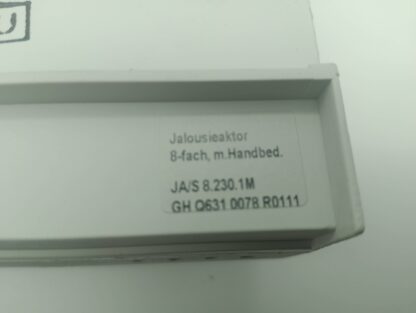 Jalousieaktor
8-fach, m.Handbed.
JA/S 8.230.1M
GH Q631 0078 R0111